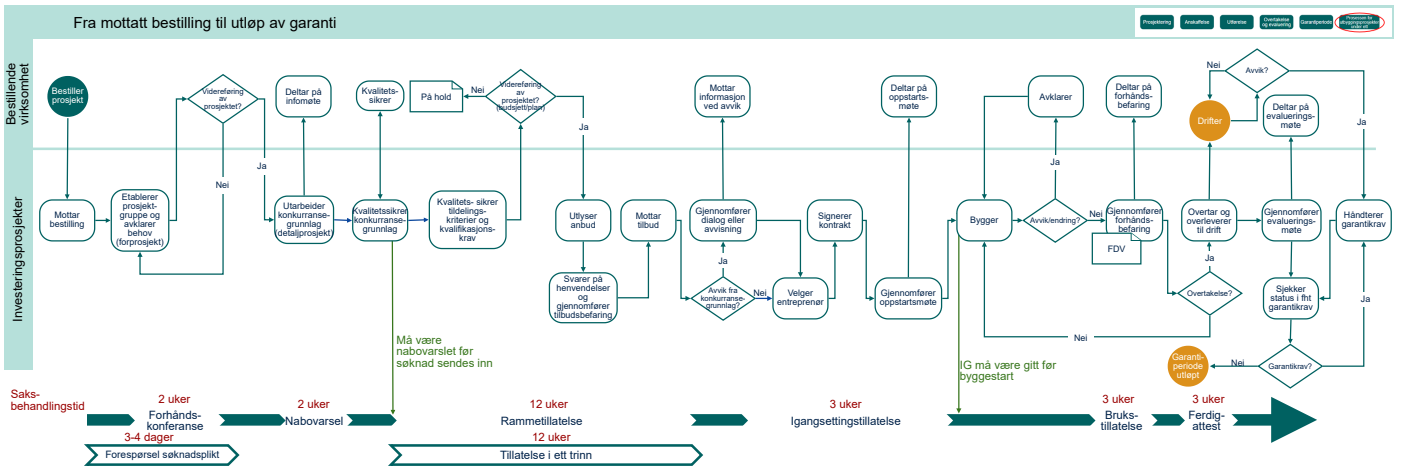 Fra mottatt bestilling til utløp av garanti
Prosjektering
Anskaffelse
Utførelse
Overtakelse
og evaluering
Garantiperiode
Bestillende
virksomhet
Bestiller
prosjekt
Videreføring
av
prosjektet?
Deltar på
infomøte
Kvalitets-
sikrer
På hold
Nei
Videreføring
av
prosjektet?
(budsjett/plan)
Ja
Mottar
informasjon
ved avvik
Deltar på
oppstarts-
møte
Avklarer
Deltar på
forhånds-
befaring
Nei
Avvik?
Drifter
Deltar på
evaluerings-
møte
Ja
Investeringsprosjekter
Mottar
bestilling
Etablerer
prosjekt-
gruppe og
avklarer
behov
(forprosjekt)
Nei
Ja
Utarbeider
konkurranse-
grunnlag
(detaljprosjekt)
Kvalitetssikrer
konkurranse-
grunnlag
Kvalitets- sikrer
tildelings-
kriterier og
kvalifikasjons-
krav
Utlyser
anbud
Svarer på
henvendelser
og
gjennomfører
tilbudsbefaring
Mottar
tilbud
Gjennomfører
dialog eller
avvisning
Ja
Avvik fra
konkurranse-
grunnlag?
Nei
Velger
entreprenør
Signerer
kontrakt
Gjennomfører
oppstartsmøte
Bygger
Ja
Avvik/endring?
Nei
Gjennomfører
forhånds-
befaring
FDV
Overtar og
overleverer
til drift
Ja
Overtakelse?
Nei
Gjennomfører
evaluerings-
møte
Sjekker
status i fht
garantikrav
Håndterer
garantikrav
Ja
Garantikrav?
Nei
Garanti-
periode
utløpt
Må være
nabovarslet før
søknad sendes inn
IG må være gitt før
byggestart
Saks-
behandlingstid
2 uker
Forhånds-
konferanse
2 uker
Nabovarsel
12 uker
Rammetillatelse
3 uker
Igangsettingstillatelse
3 uker
Bruks-
tillatelse
3 uker
Ferdig-
attest
3-4 dager
Forespørsel søknadsplikt
12 uker
Tillatelse i ett trinn